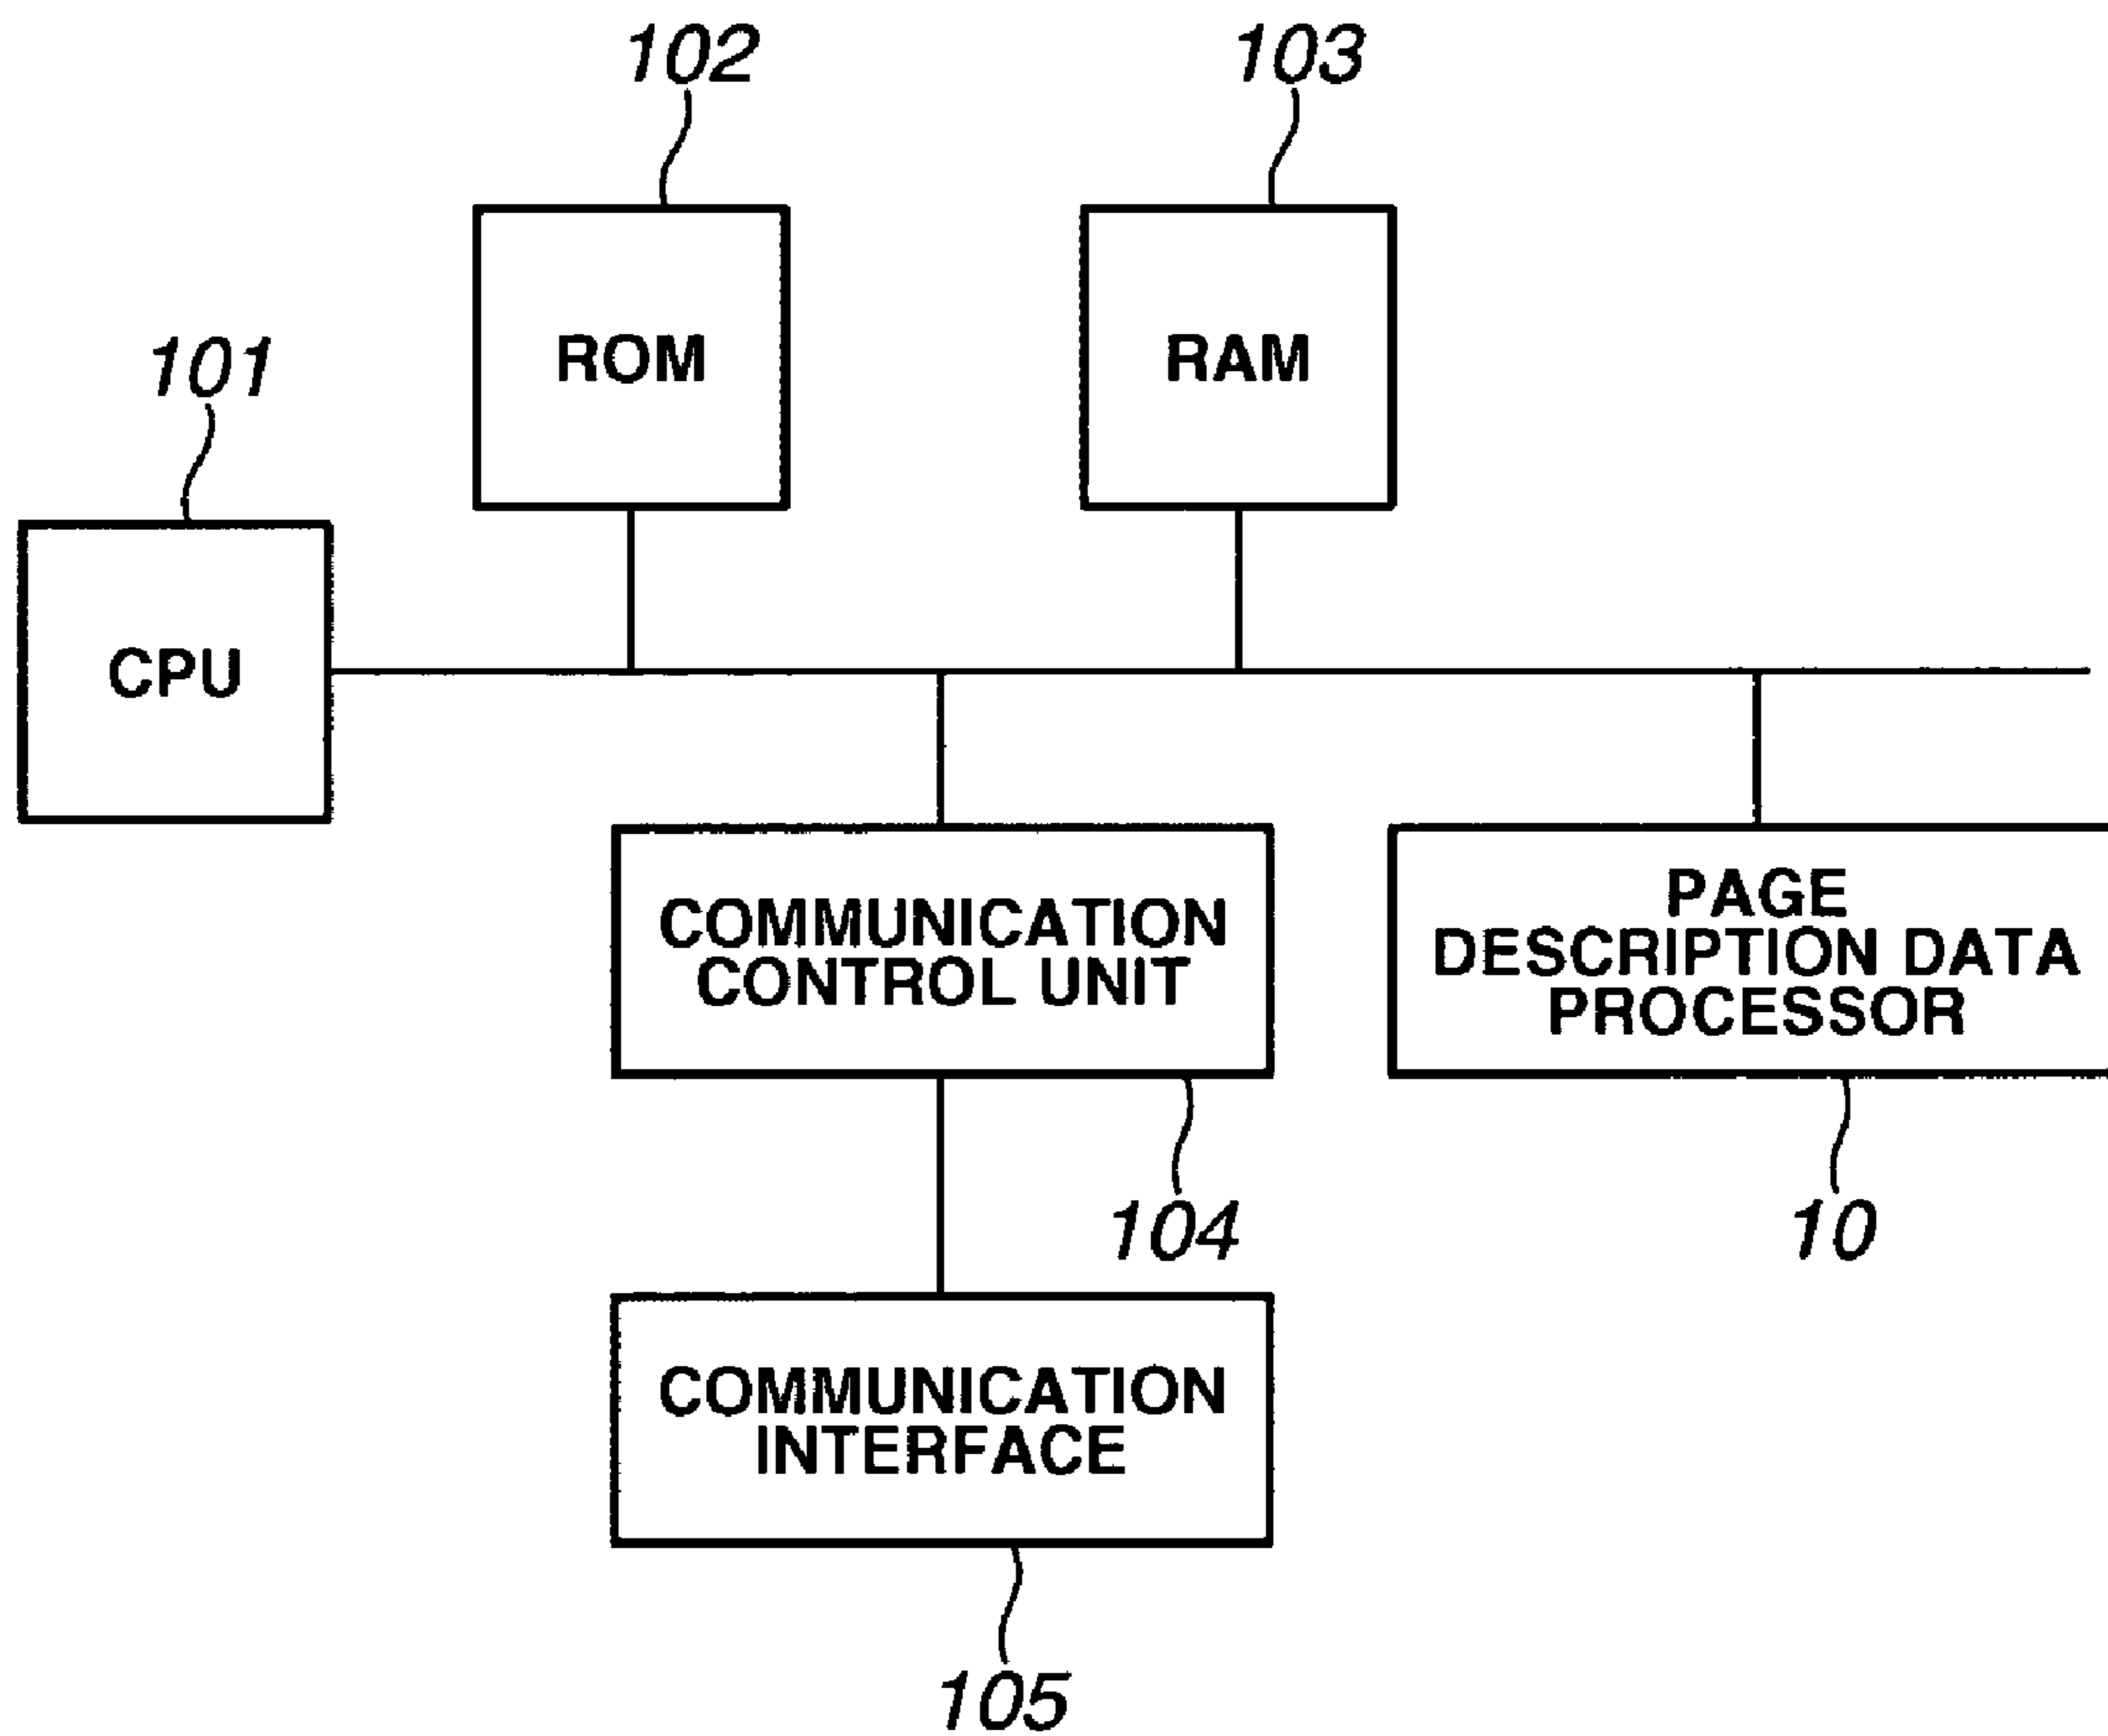 102
103
ROM
RAM
101
CPU
COMMUNICATION
CONTROL UNIT
PAGE
DESCRIPTION DATA
PROCESSOR
104
10
COMMUNICATION
INTERFACE
105